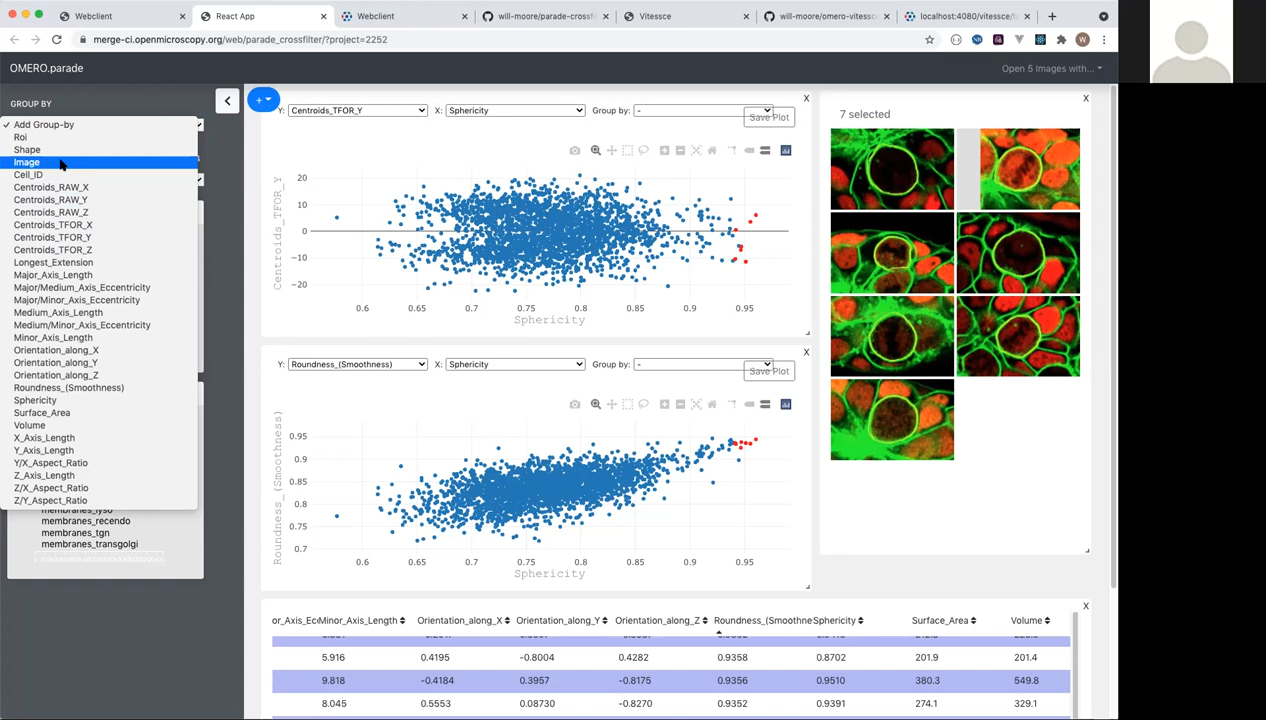 Webclient
React App
Webclient
will-moore/parade-crossfi
Vitessce
will-moore/omero-vitessce
localhost:4080/vitessce/
merge-ci.openmicroscopy.org/web/parade_crossfilter/?project=2252
W
OMERO.parade
Open 5 images with...
GROUP BY
✓ Add Group-by
Roi
Shape
Image
Cell_ID
Centroids_RAW_X
Centroids_RAW_Y
Centroids_RAW_Z
Centroids_TFOR_X
Centroids_TFOR_Y
Centroids_TFOR_Z
Longest_Extension
Major_Axis_Length
Major/Medium_Axis_Eccentricity
Major/Minor_Axis_Eccentricity
Medium_Axis_Length
Medium/Minor_Axis_Eccentricity
Minor_Axis_Length
Orientation_along_X
Orientation_along_Y
Orientation_along_Z
Roundness_(Smoothness)
Sphericity
Surface_Area
Volume
X_Axis_Length
Y_Axis_Length
Y/X_Aspect_Ratio
Z_Axis_Length
Z/X_Aspect_Ratio
Z/Y_Aspect_Ratio
membranes_lyso
membranes_recendo
membranes_tgn
membranes_transgolgi
+
Y: Centroids_TFOR_Y X: Sphericity Group by: -
X
Save Plot
Centroids_TFOR_Y
20
10
0
−10
−20
0.6 0.65 0.7 0.75 0.8 0.85 0.9 0.95
Sphericity
Y: Roundness_(Smoothness) X: Sphericity Group by: -
X
Save Plot
Roundness_(Smoothness)
0.95
0.9
0.85
0.8
0.75
0.7
0.6 0.65 0.7 0.75 0.8 0.85 0.9 0.95
Sphericity
X
7 selected
X
or_Axis_Ecc Minor_Axis_Length Orientation_along_X Orientation_along_Y Orientation_along_Z Roundness_(Smoothne Sphericity Surface_Area Volume
5.916 0.4195 -0.8004 0.4282 0.9358 0.8702 201.9 201.4
9.818 -0.4184 0.3957 -0.8175 0.9356 0.9510 380.3 549.8
8.045 0.5553 0.08730 -0.8270 0.9352 0.9391 274.1 329.1